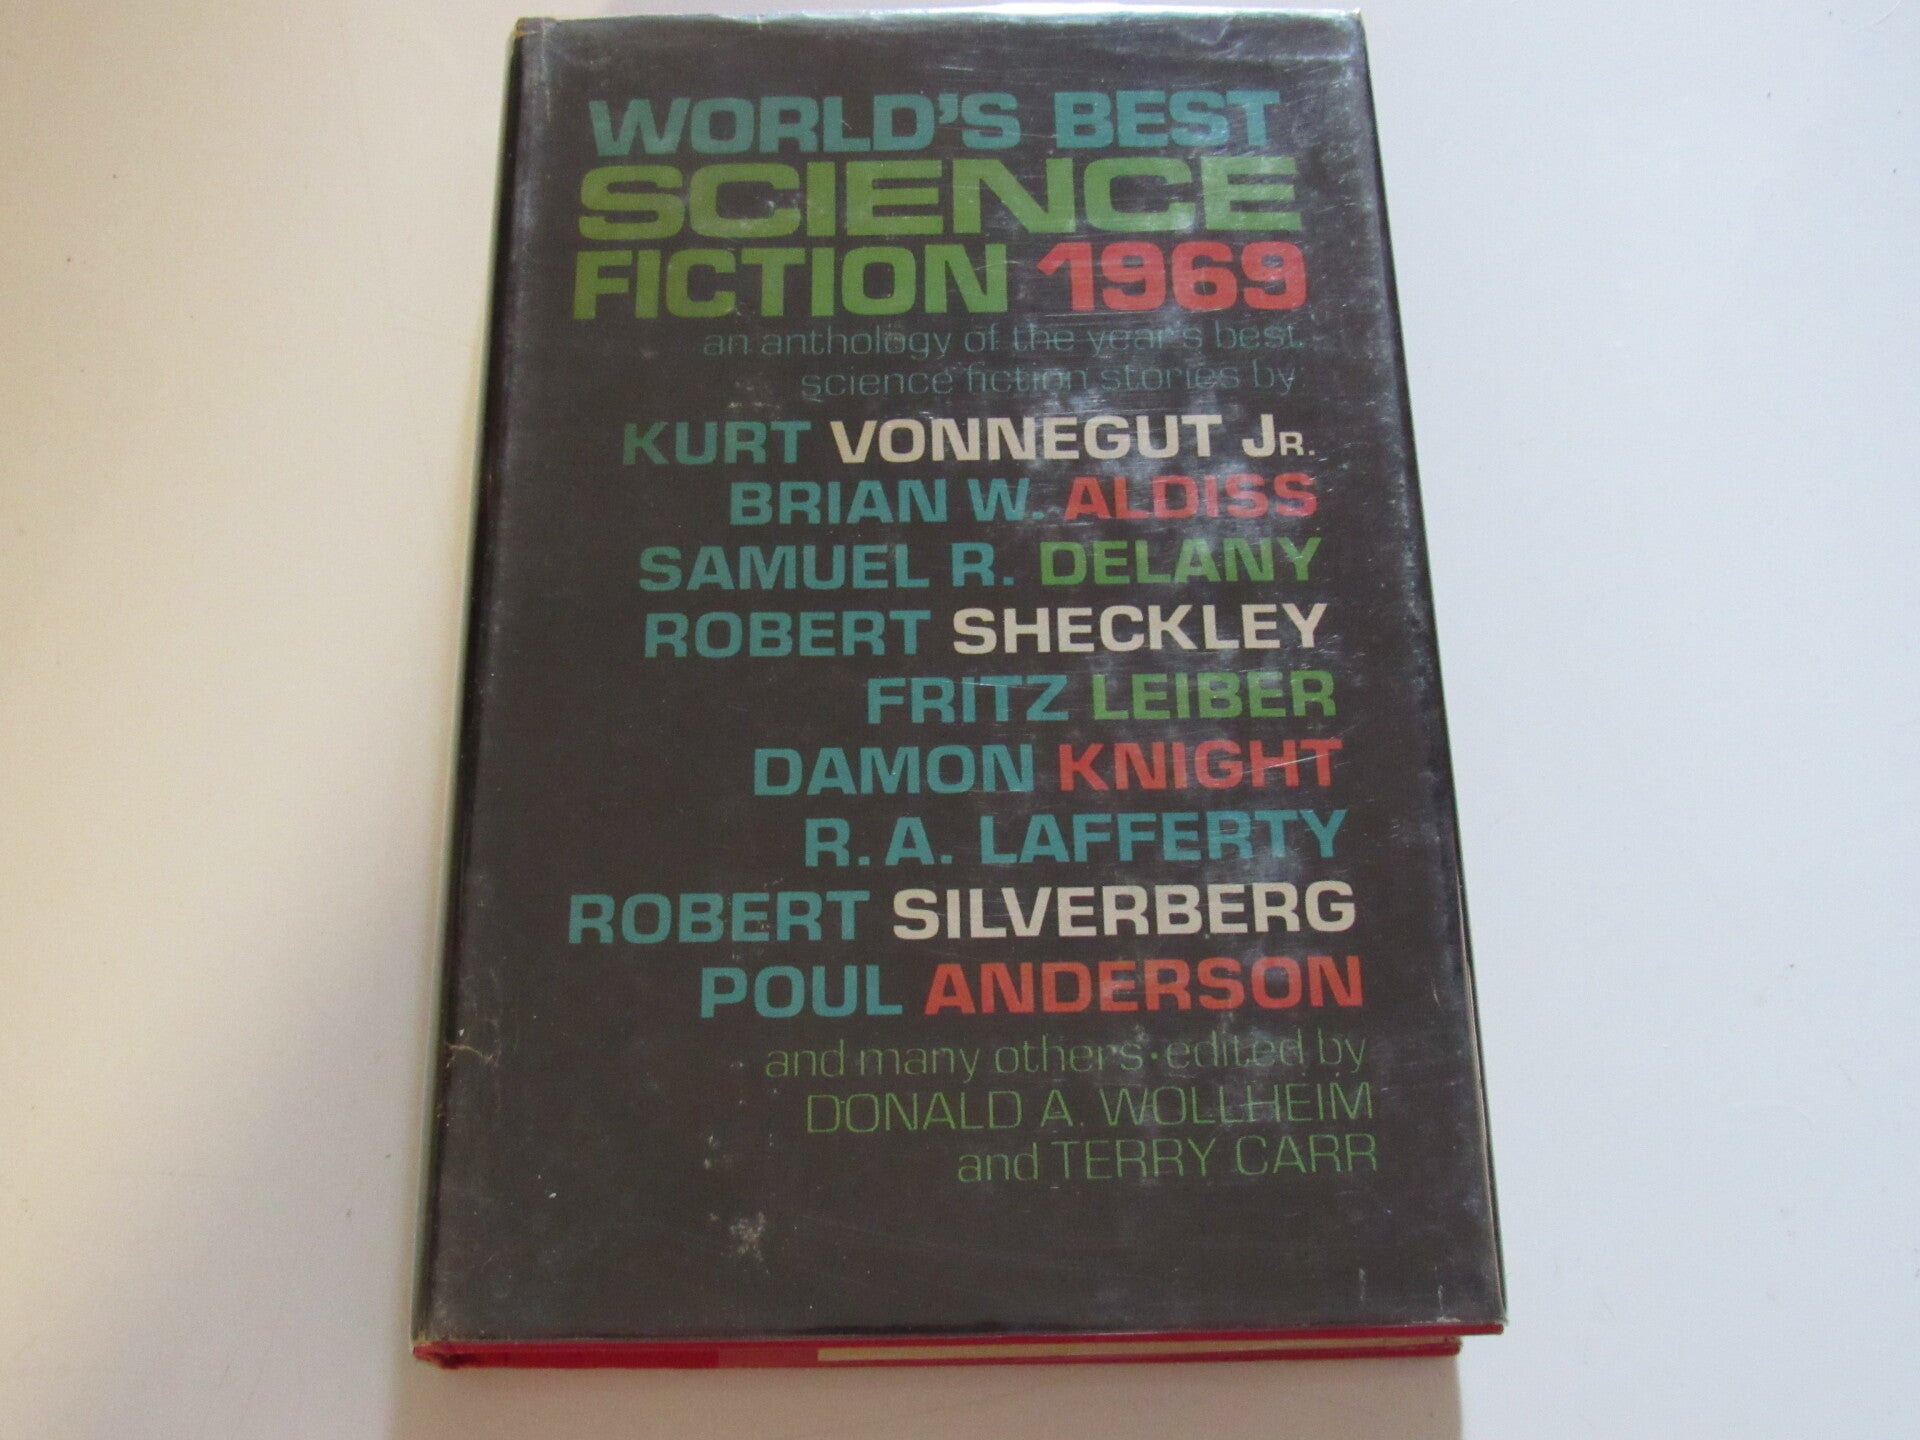 WORLD'S BEST
SCIENCE
FICTION 1969
an anthology of the year's best
science fiction stories by:
KURT VONNEGUT JR.
BRIAN W. ALDISS
SAMUEL R. DELANY
ROBERT SHECKLEY
FRITZ LEIBER
DAMON KNIGHT
R. A. LAFFERTY
ROBERT SILVERBERG
POUL ANDERSON
and many others · edited by
DONALD A. WOLLHEIM
and TERRY CARR